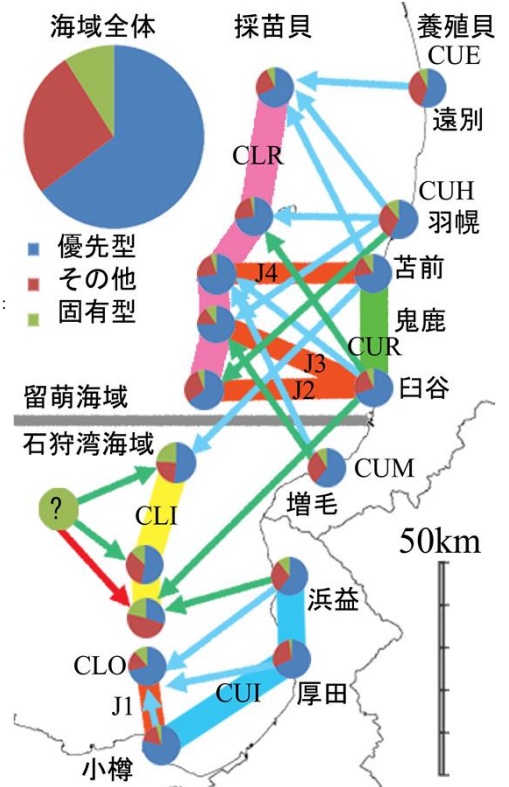 海域全体
採苗貝
養殖貝
CUE
遠別
CLR
CUH
羽幌
優先型
その他
固有型
:
J4
苫前
鬼鹿
CUR
J3
J2
臼谷
留萌海域
石狩湾海域
CUM
増毛
?
CLI
50km
浜益
CLO
厚田
CUI
J1
小樽